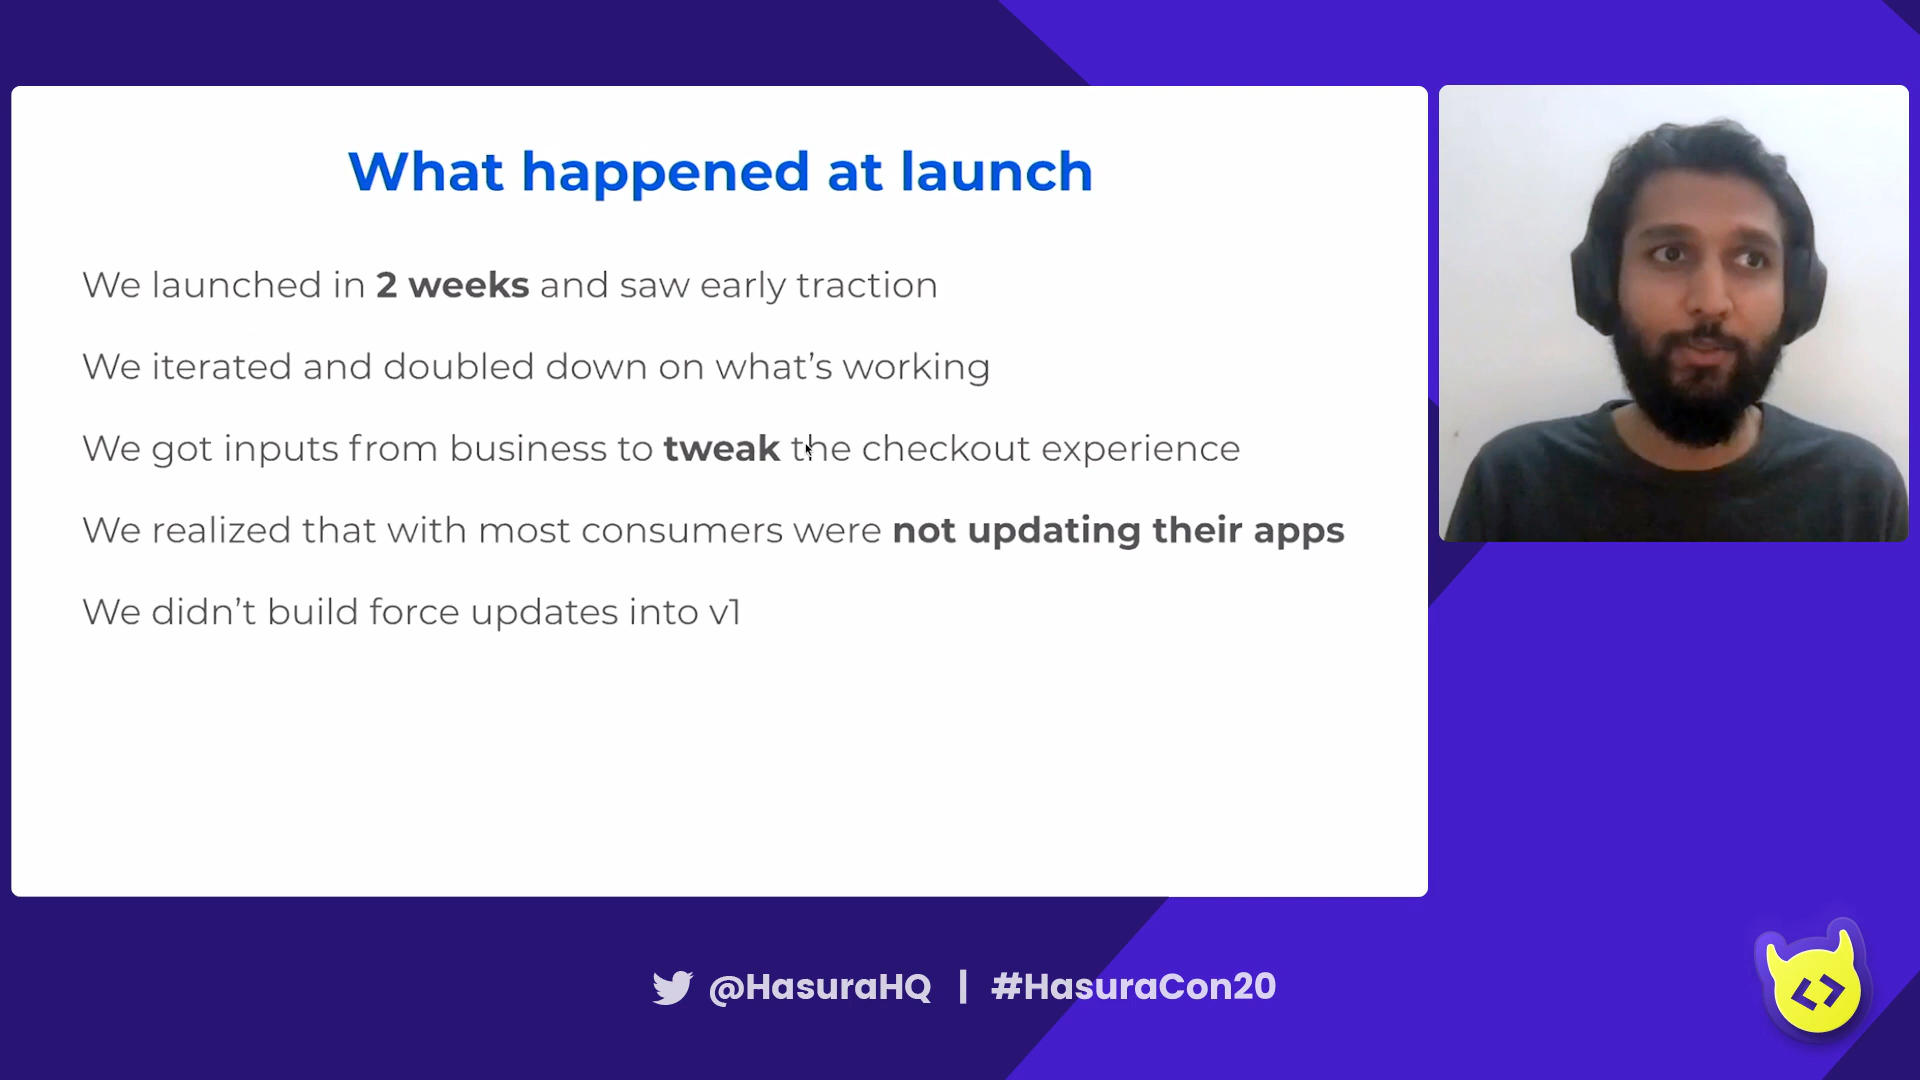 What happened at launch
We launched in 2 weeks and saw early traction
We iterated and doubled down on what’s working
We got inputs from business to tweak the checkout experience
We realized that with most consumers were not updating their apps
We didn’t build force updates into v1
@HasuraHQ | #HasuraCon20